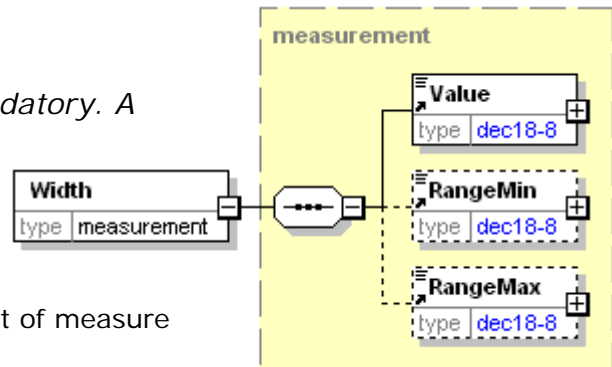 measurement
datory. A
Value
type dec18-8
Width
type measurement
RangeMin
type dec18-8
RangeMax
type dec18-8
t of measure